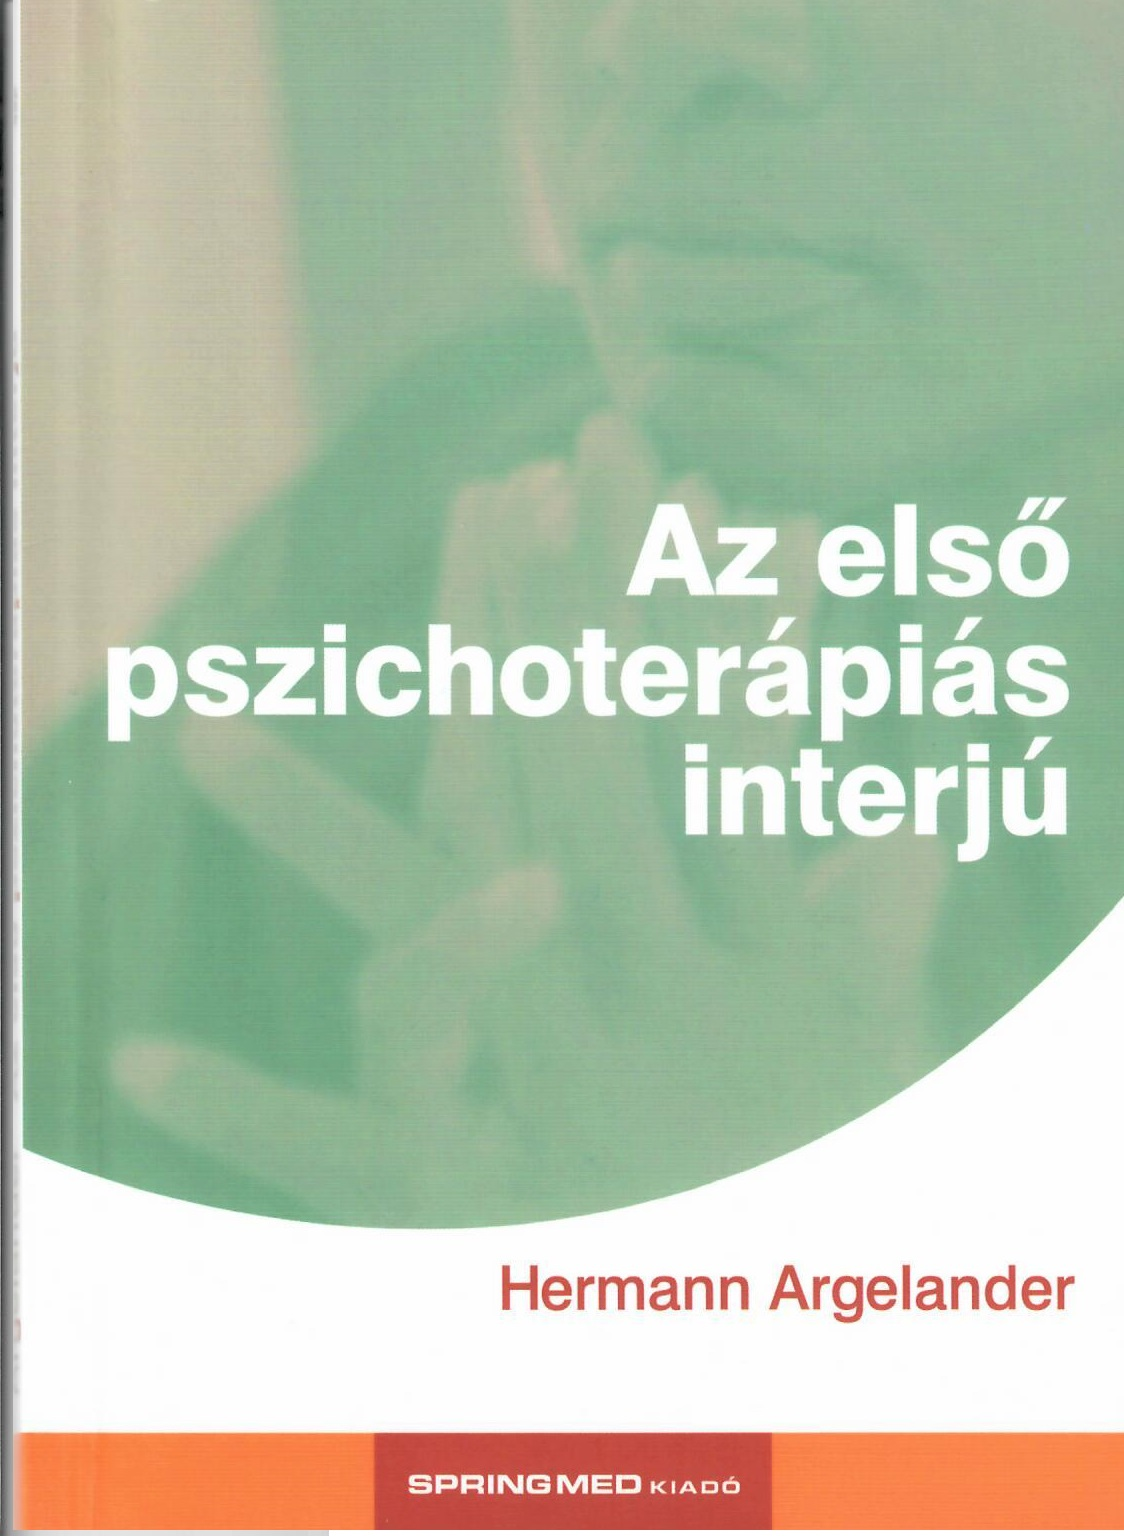 Az első
pszichoterápiás
interjú
Hermann Argelander
SPRINGMED KIADÓ